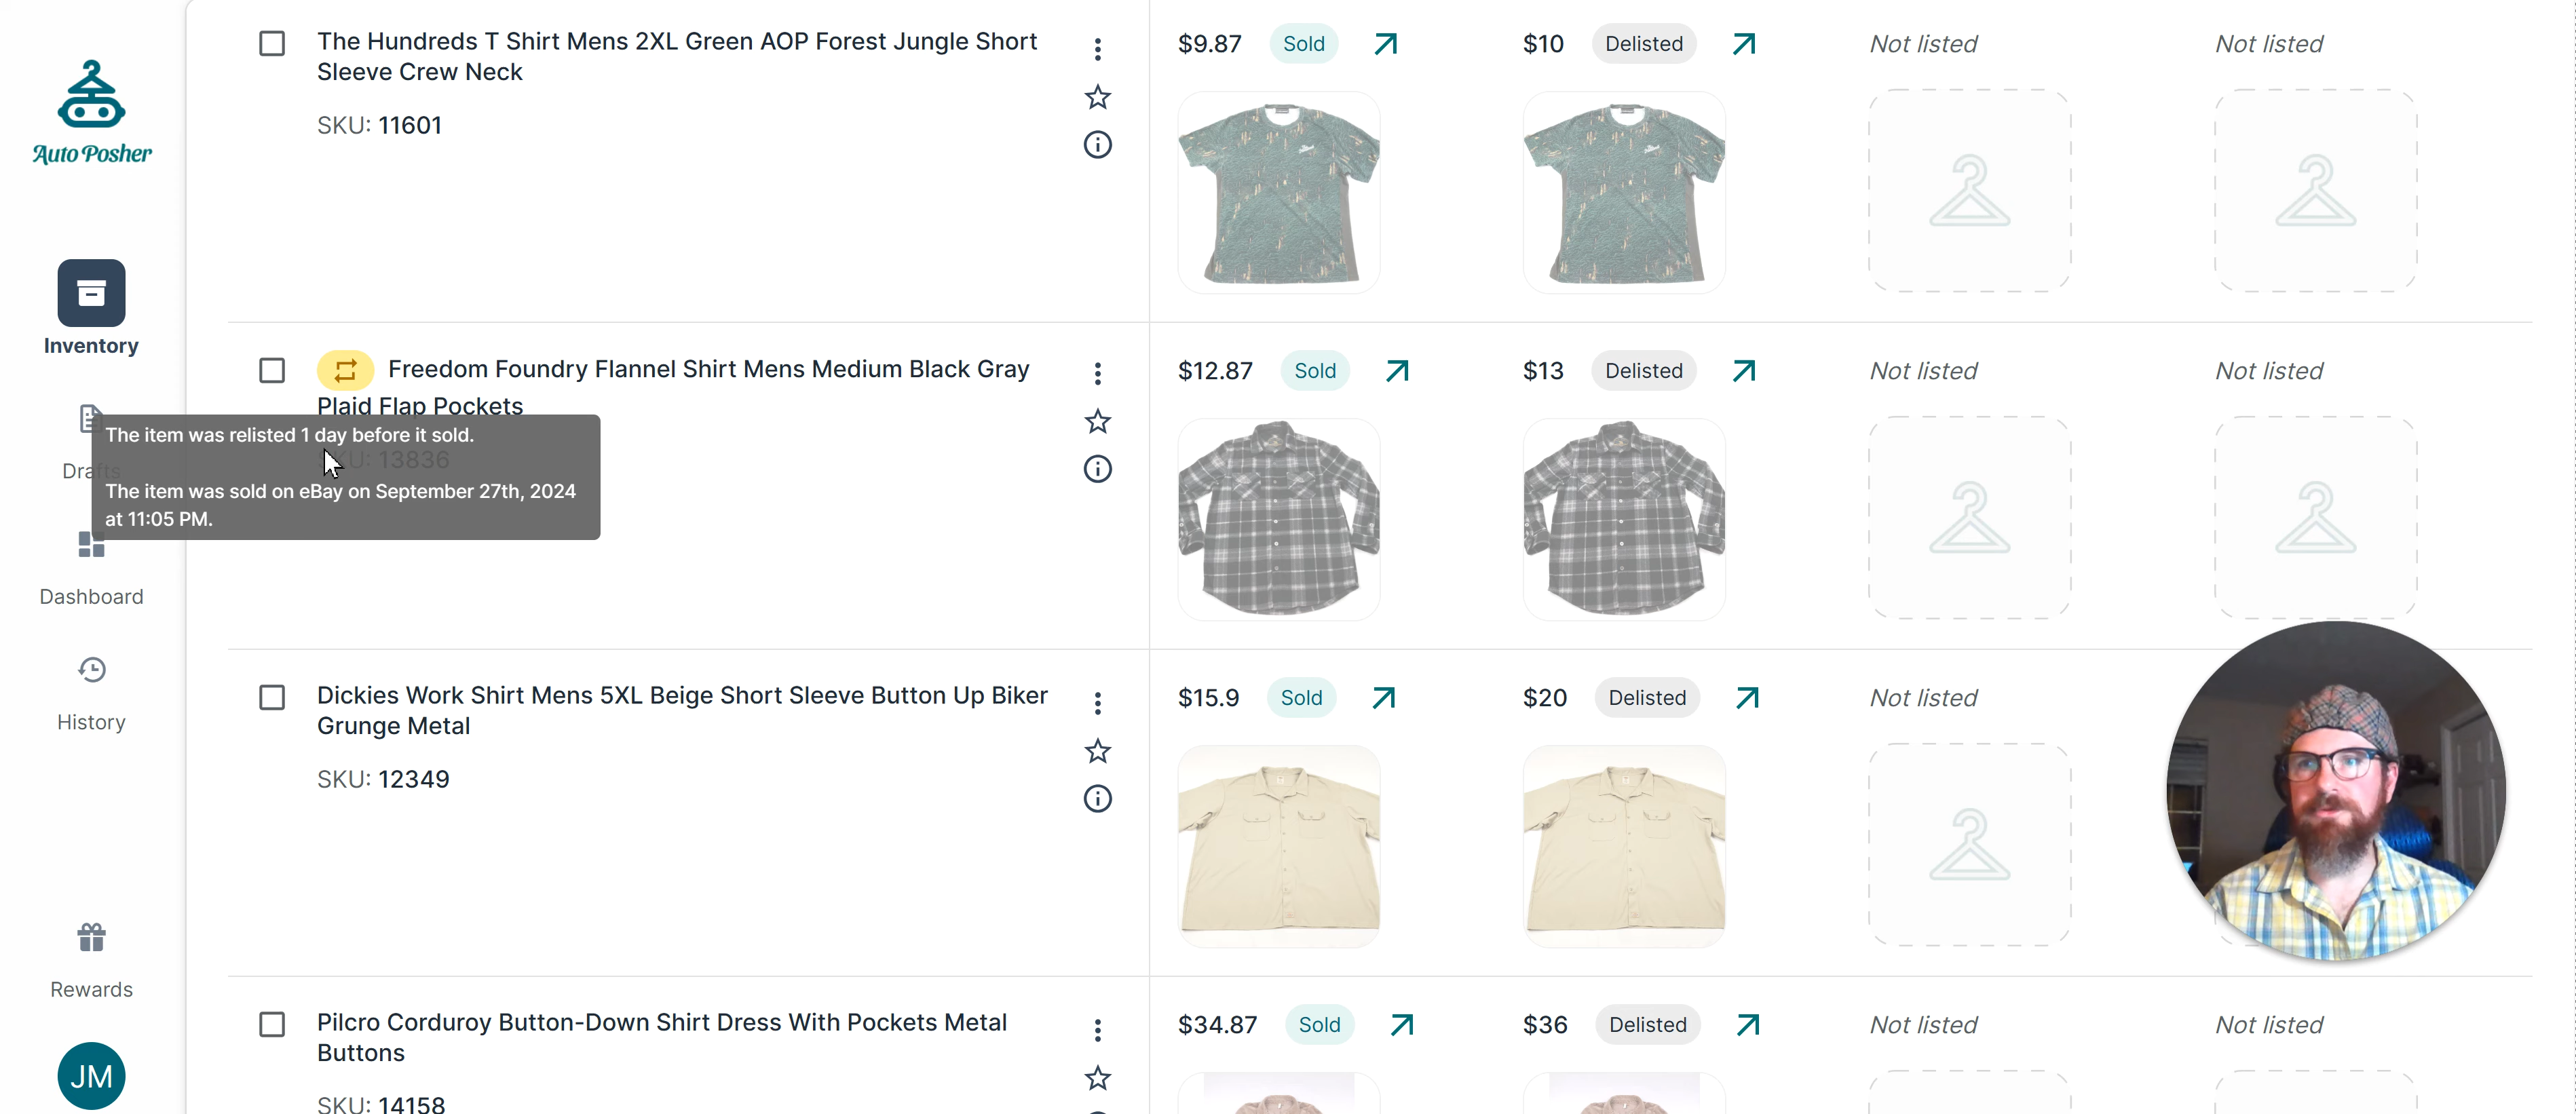 Auto Posher
Inventory
Drafts
Dashboard
History
Rewards
JM
The Hundreds T Shirt Mens 2XL Green AOP Forest Jungle Short
Sleeve Crew Neck
SKU: 11601
$9.87 Sold
$10 Delisted
Not listed
Not listed
Freedom Foundry Flannel Shirt Mens Medium Black Gray
Plaid Flap Pockets
SKU: 13836
The item was relisted 1 day before it sold.
The item was sold on eBay on September 27th, 2024
at 11:05 PM.
$12.87 Sold
$13 Delisted
Not listed
Not listed
Dickies Work Shirt Mens 5XL Beige Short Sleeve Button Up Biker
Grunge Metal
SKU: 12349
$15.9 Sold
$20 Delisted
Not listed
Pilcro Corduroy Button-Down Shirt Dress With Pockets Metal
Buttons
SKU: 14158
$34.87 Sold
$36 Delisted
Not listed
Not listed